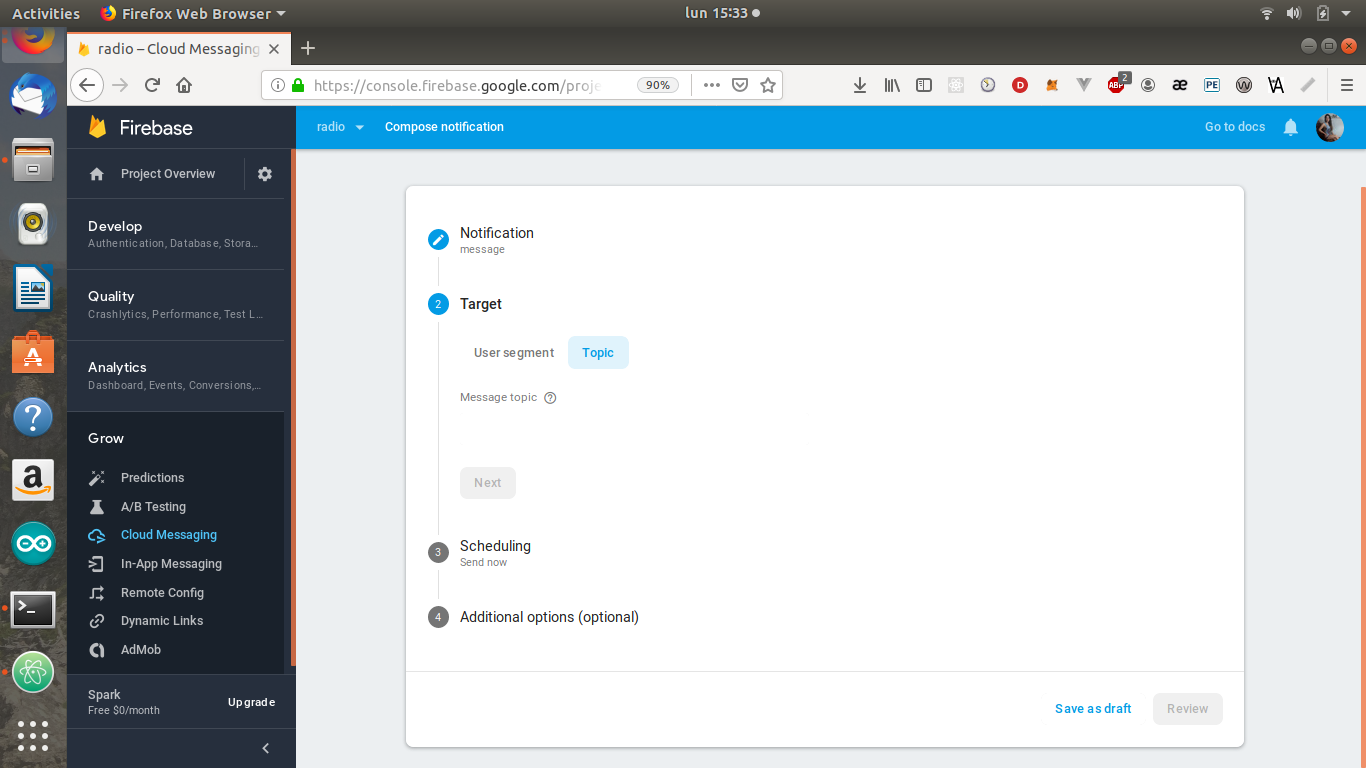 Activities Firefox Web Browser lun 15:33
radio – Cloud Messaging
https://console.firebase.google.com/proje 90%
D ABP 2 æ PE W
Firebase radio Compose notification Go to docs
Project Overview
Develop
Authentication, Database, Stora…
Quality
Crashlytics, Performance, Test L…
Analytics
Dashboard, Events, Conversions,…
Grow
Predictions
A/B Testing
Cloud Messaging
In-App Messaging
Remote Config
Dynamic Links
AdMob
Spark
Free $0/month
Upgrade
Notification
message
2 Target
User segment Topic
Message topic ?
Next
3 Scheduling
Send now
4 Additional options (optional)
Save as draft Review